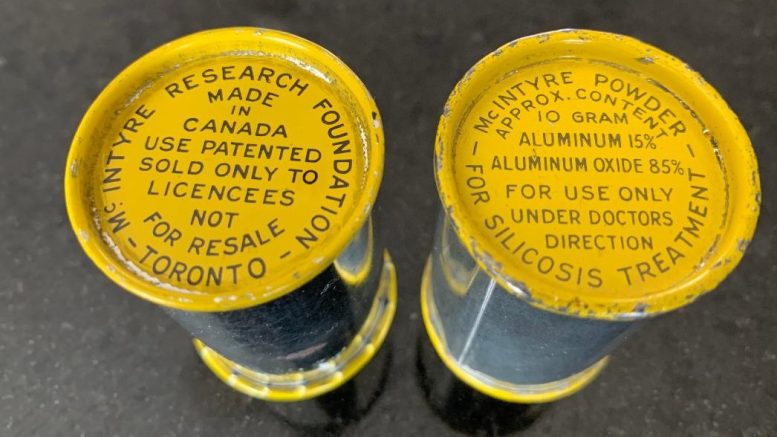 McINTYRE RESEARCH FOUNDATION
- TORONTO -
MADE
IN
CANADA
USE PATENTED
SOLD ONLY TO
LICENCEES
NOT
FOR RESALE
McINTYRE POWDER
- FOR SILICOSIS TREATMENT -
APPROX. CONTENT
10 GRAM
ALUMINUM 15%
ALUMINUM OXIDE 85%
FOR USE ONLY
UNDER DOCTORS
DIRECTION